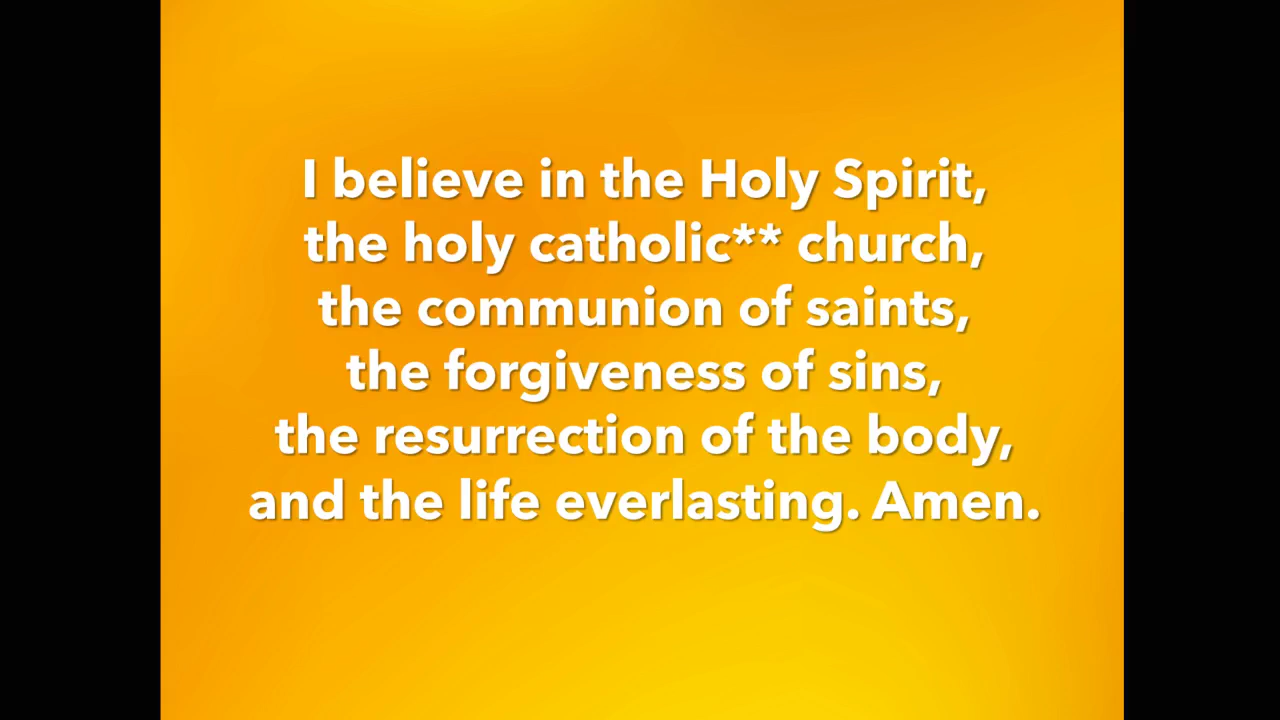 I believe in the Holy Spirit,
the holy catholic** church,
the communion of saints,
the forgiveness of sins,
the resurrection of the body,
and the life everlasting. Amen.